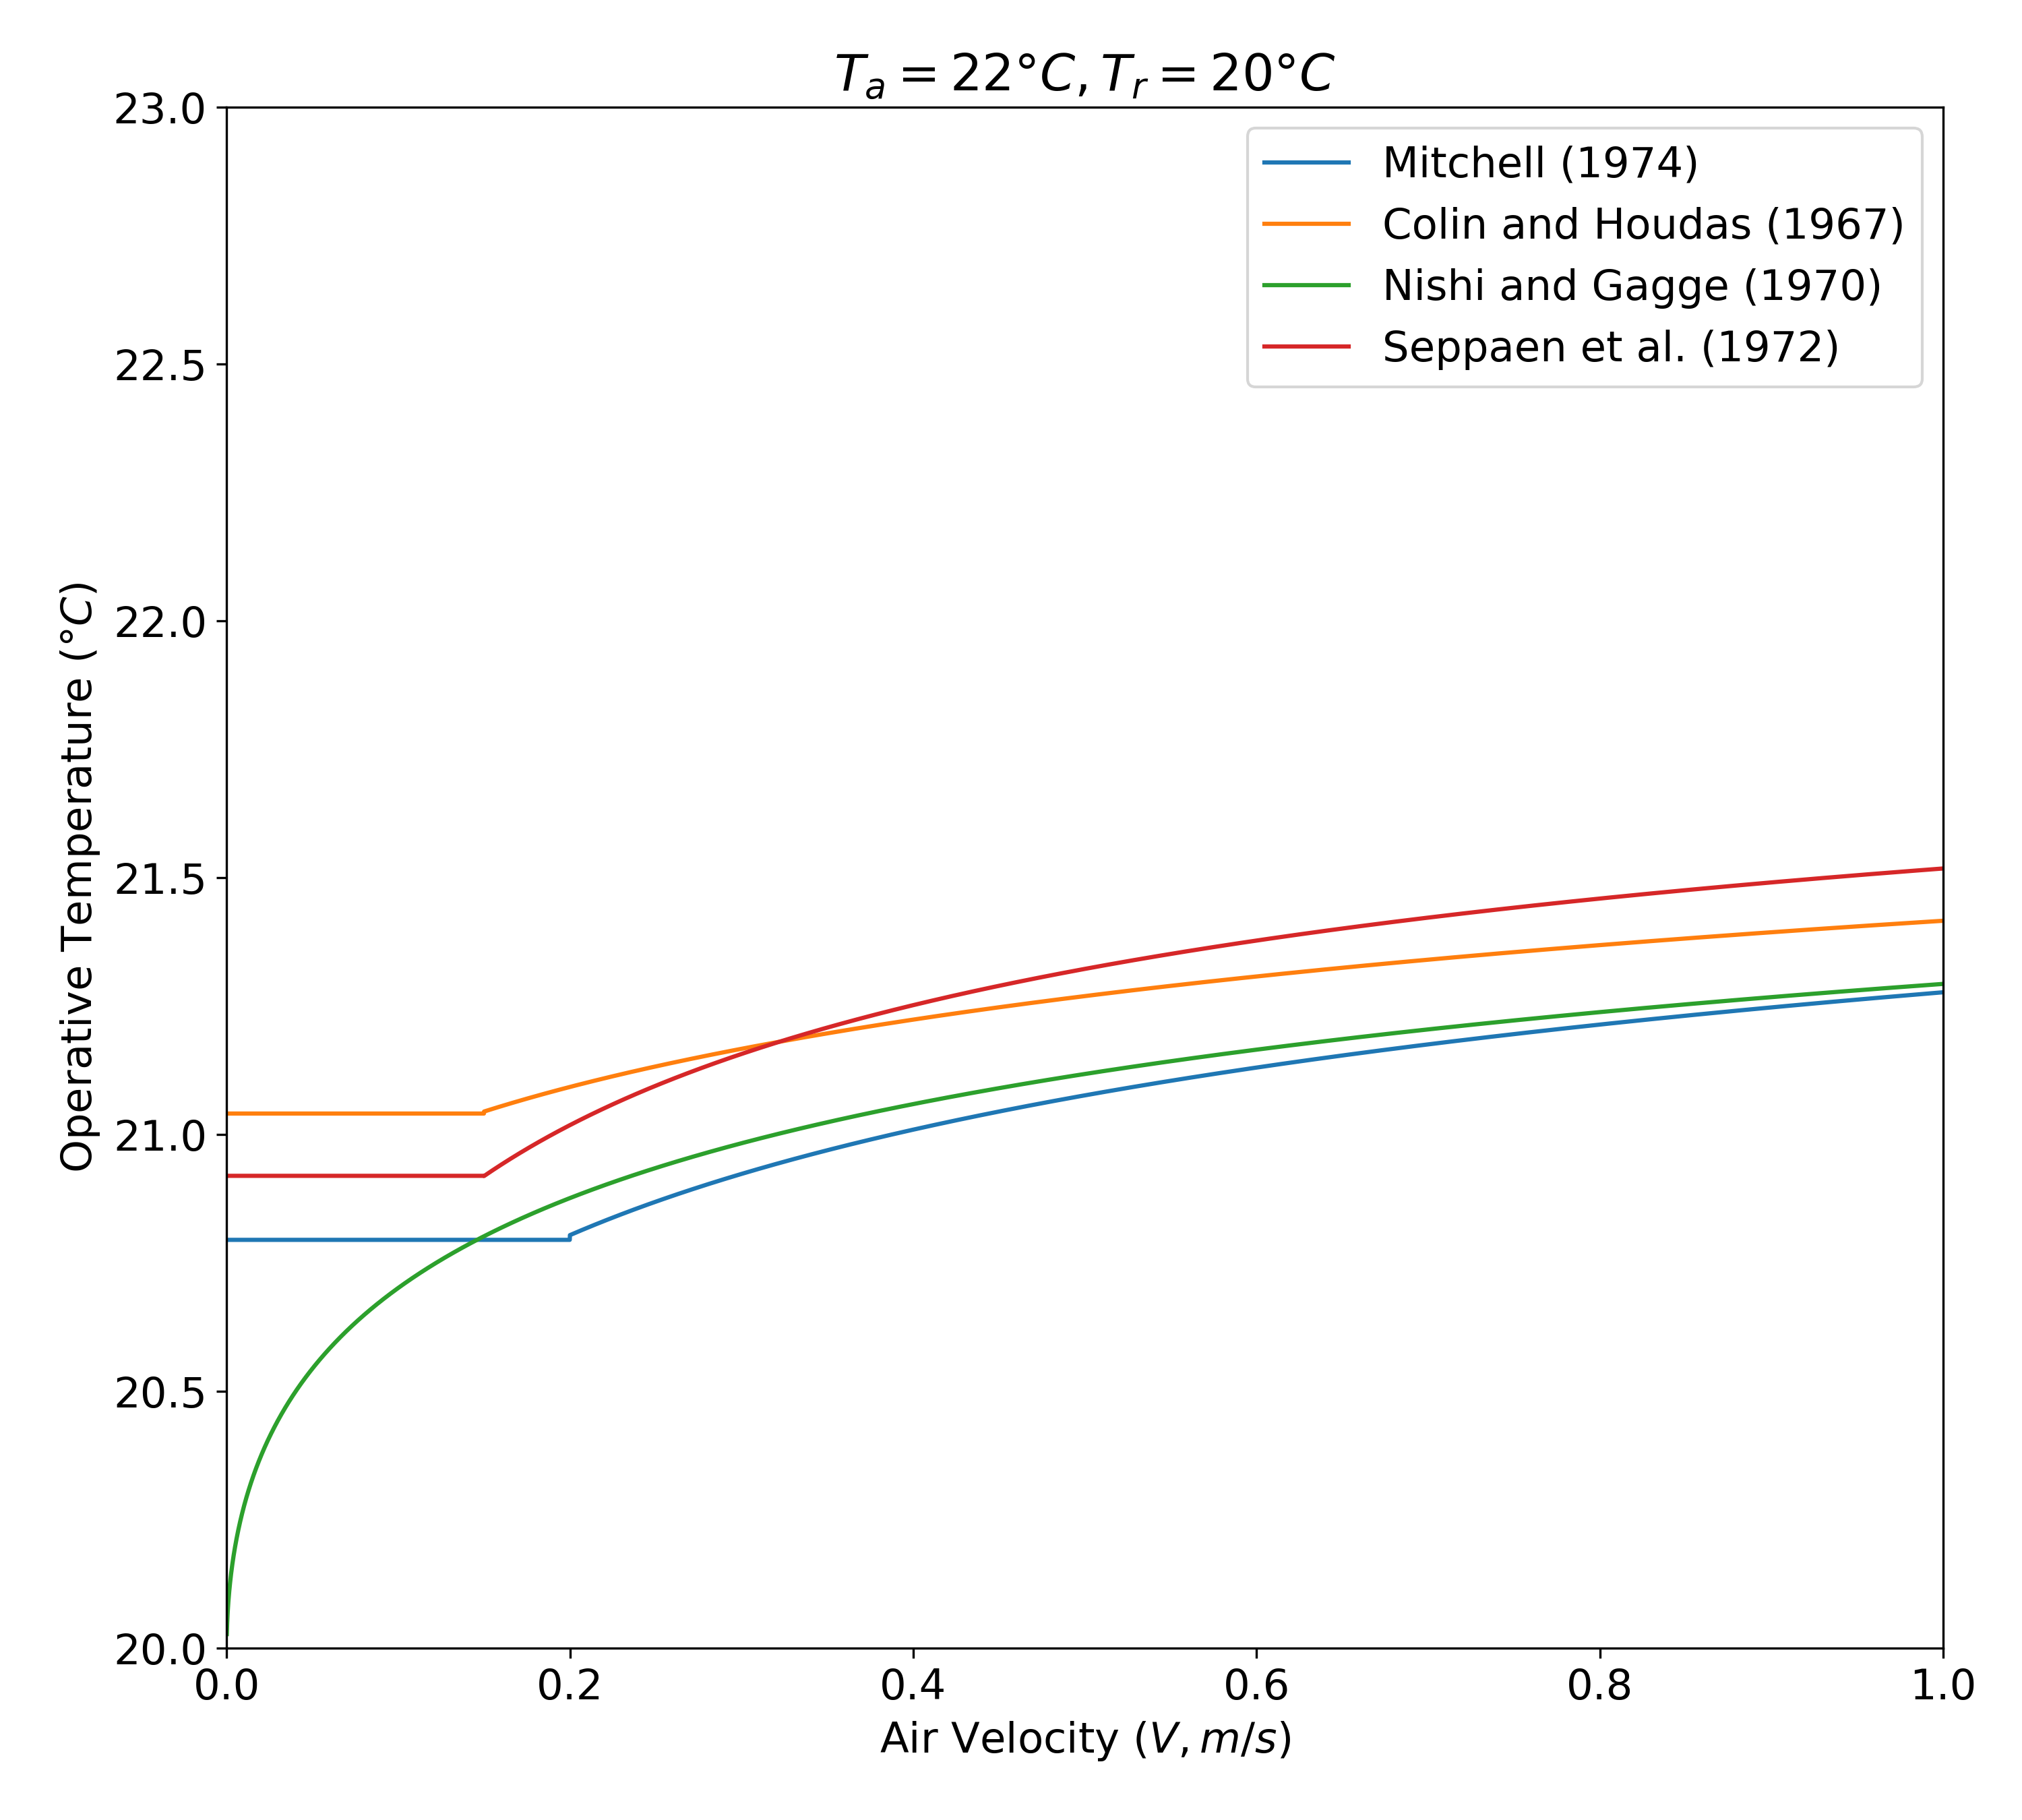 T_a = 22°C, T_r = 20°C
Mitchell (1974)
Colin and Houdas (1967)
Nishi and Gagge (1970)
Seppaen et al. (1972)
Operative Temperature (°C)
23.0
22.5
22.0
21.5
21.0
20.5
20.0
0.0 0.2 0.4 0.6 0.8 1.0
Air Velocity (V, m/s)